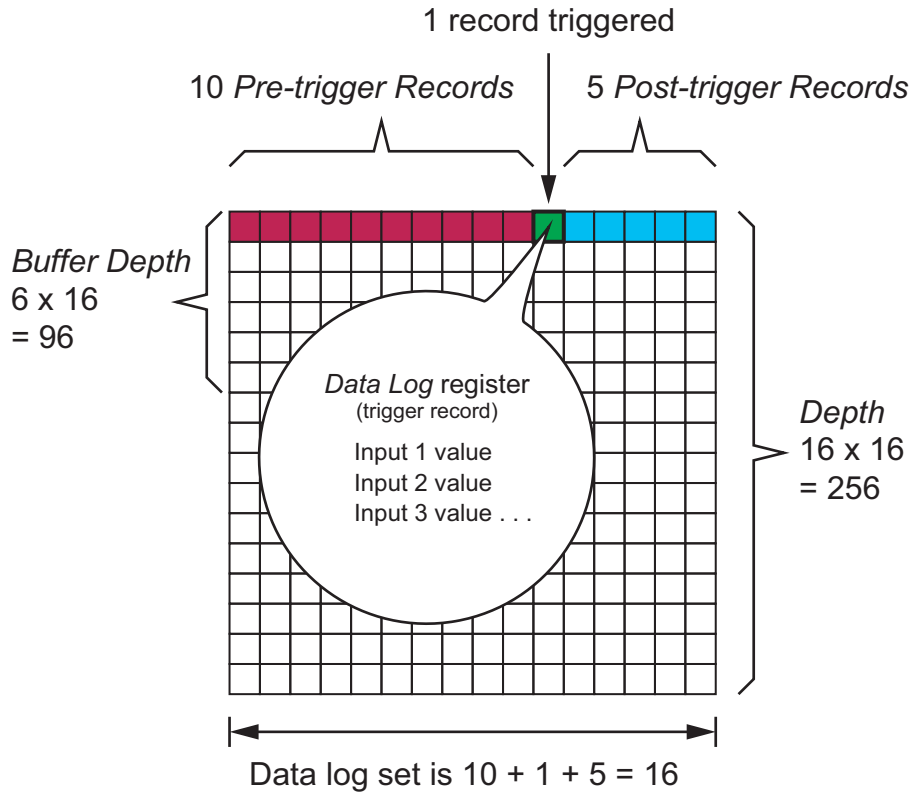 1 record triggered
10 Pre-trigger Records
5 Post-trigger Records
Buffer Depth
6 x 16
= 96
Data Log register
(trigger record)
Input 1 value
Input 2 value
Input 3 value . . .
Depth
16 x 16
= 256
Data log set is 10 + 1 + 5 = 16